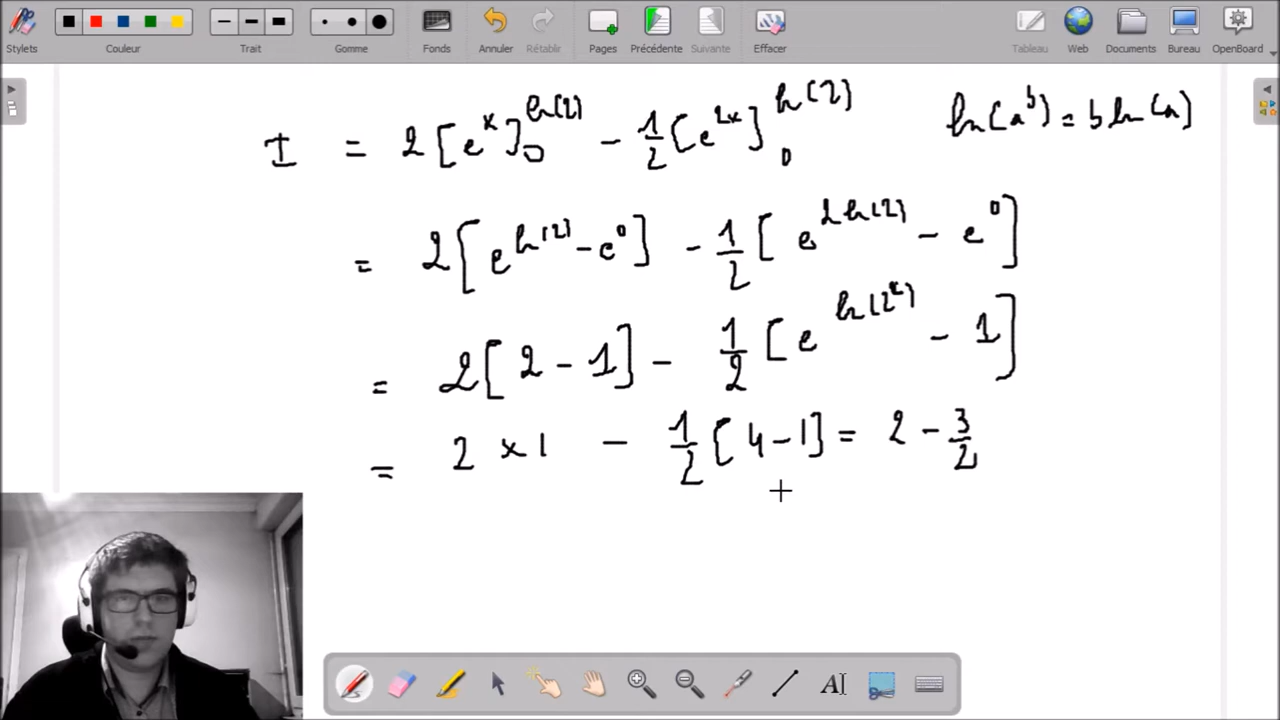 Stylets Couleur Trait Gomme Fonds Annuler Rétablir Pages Précédente Suivante Effacer Tableau Web Documents Bureau OpenBoard
I = 2[e^x]_0^ln(2) - 1/2[e^2x]_0^ln(2)
ln(a^b) = b ln(a)
= 2[e^ln(2) - e^0] - 1/2[e^2ln(2) - e^0]
= 2[2 - 1] - 1/2[e^ln(2^2) - 1]
= 2 × 1 - 1/2[4 - 1] = 2 - 3/2
AI